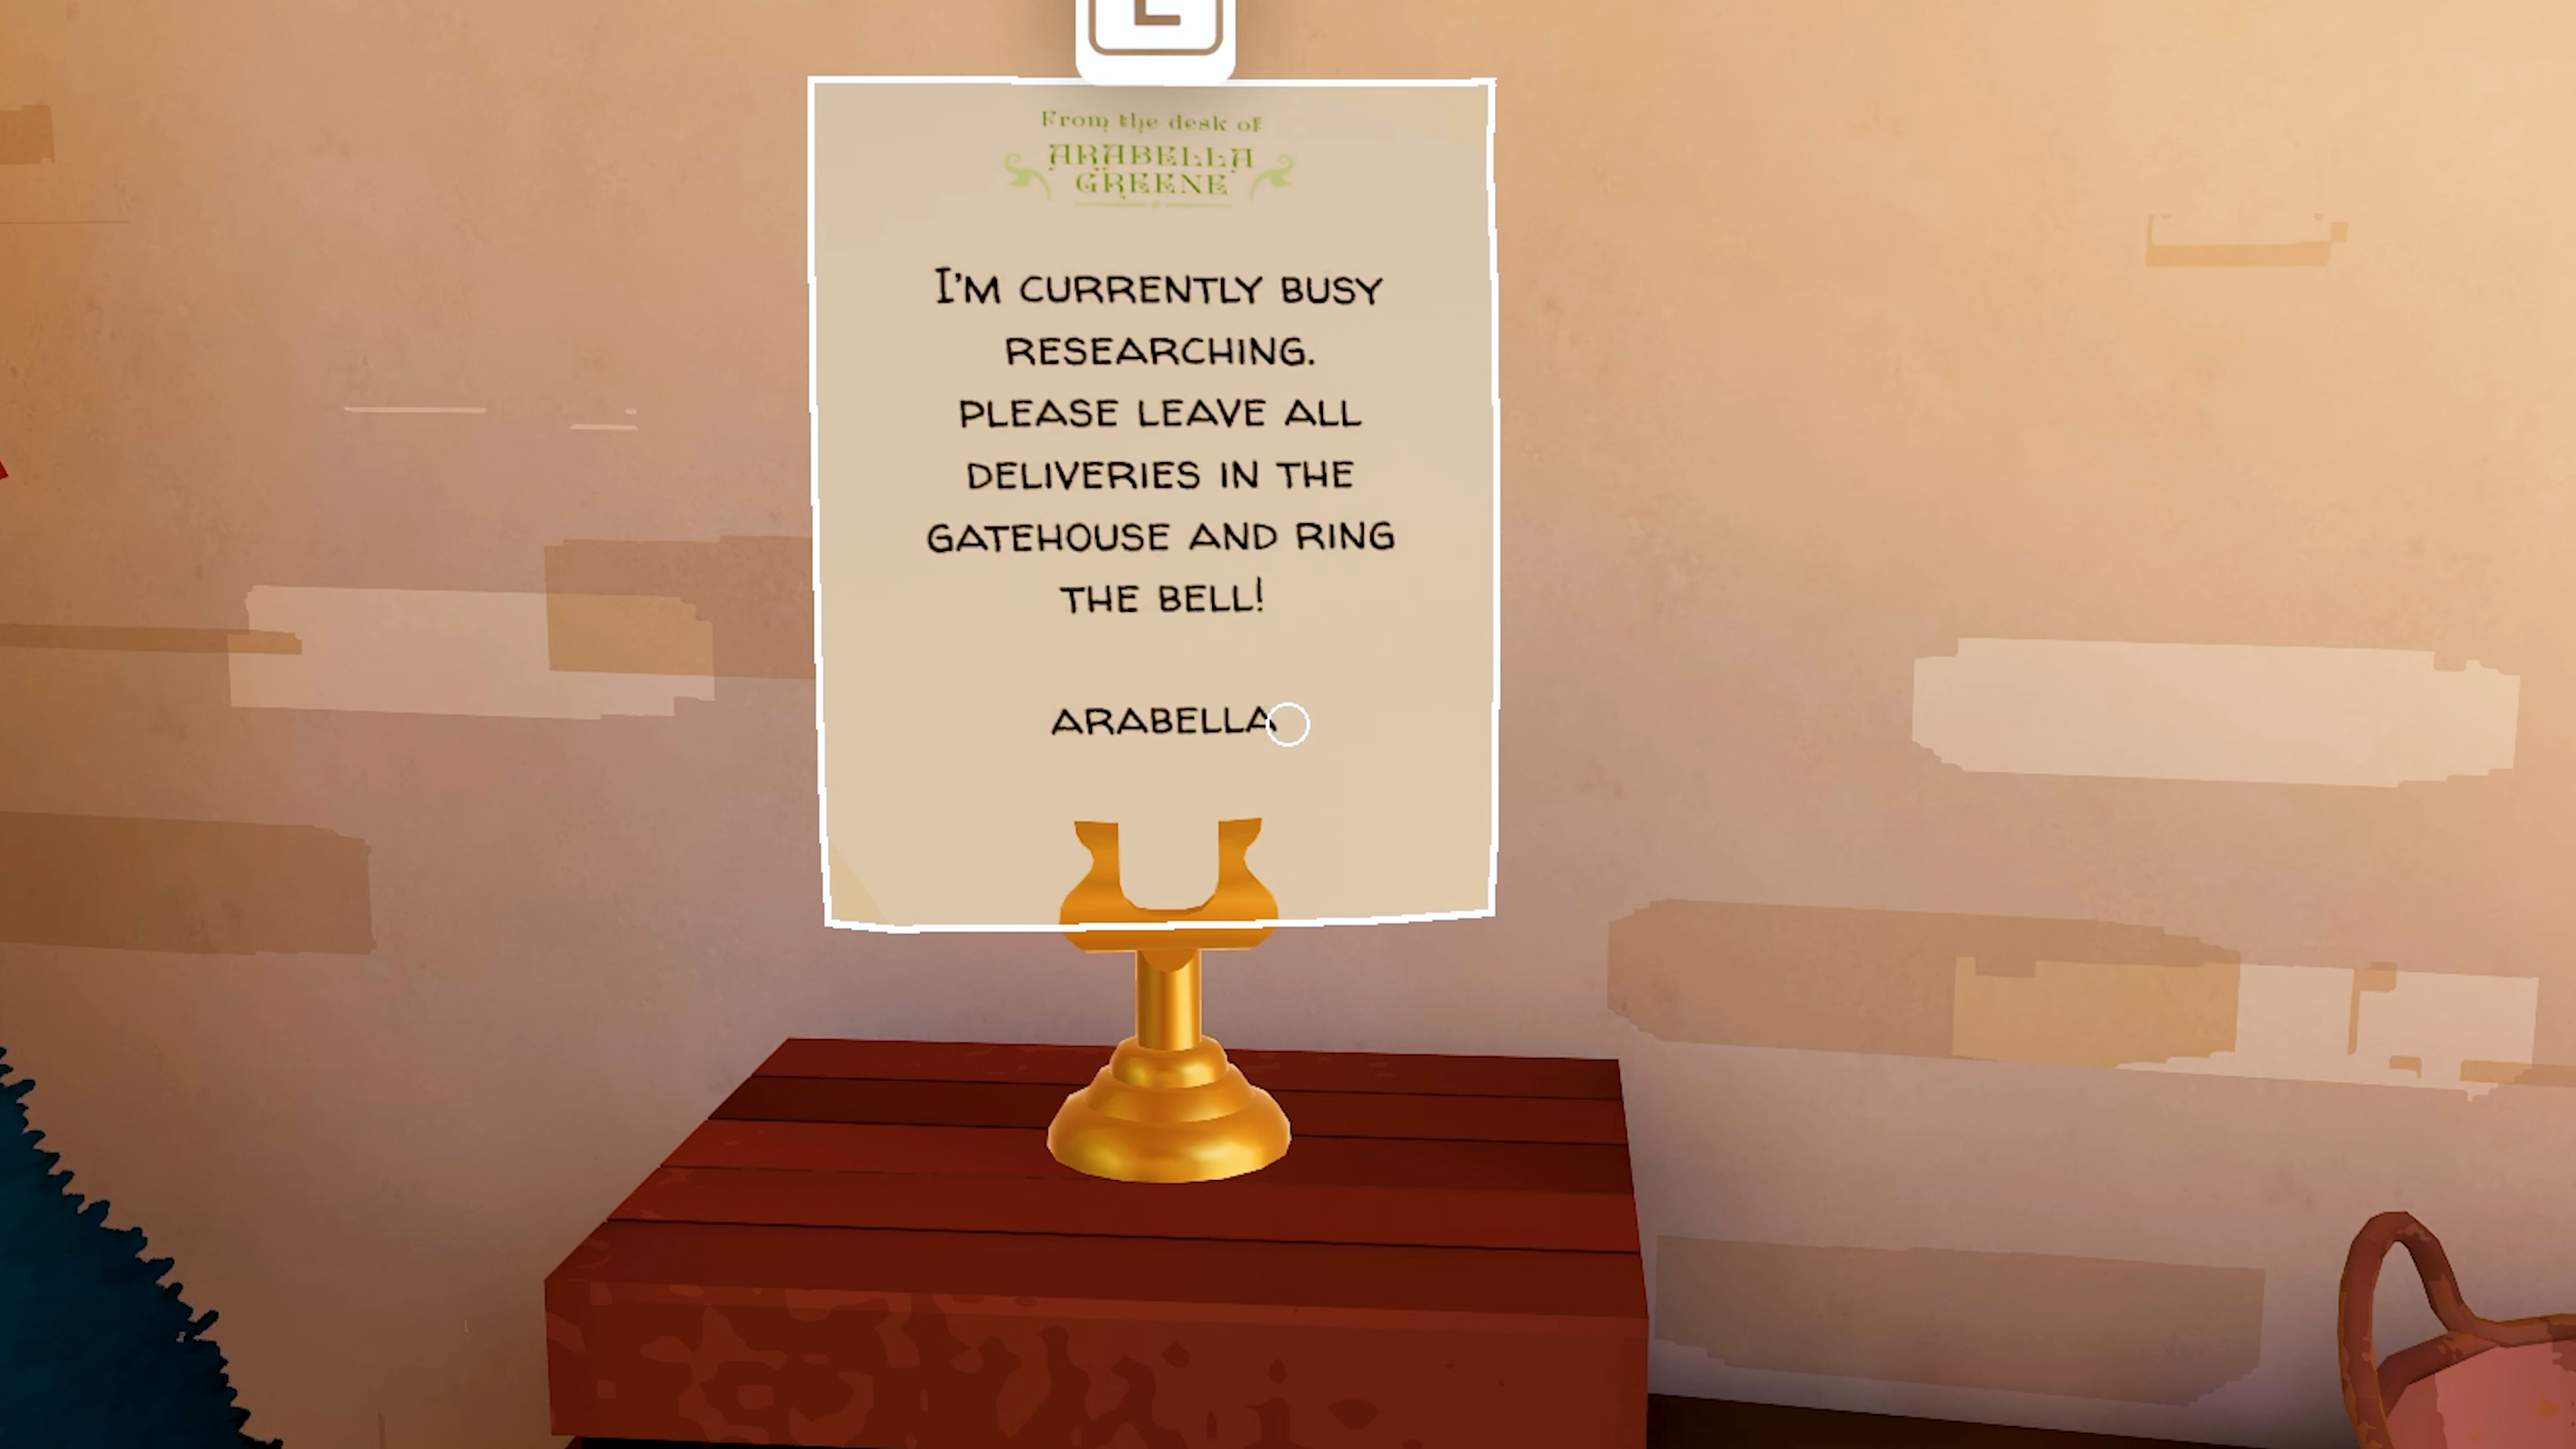 From the desk of
ARABELLA
GREENE
I'M CURRENTLY BUSY
RESEARCHING.
PLEASE LEAVE ALL
DELIVERIES IN THE
GATEHOUSE AND RING
THE BELL!
ARABELLA